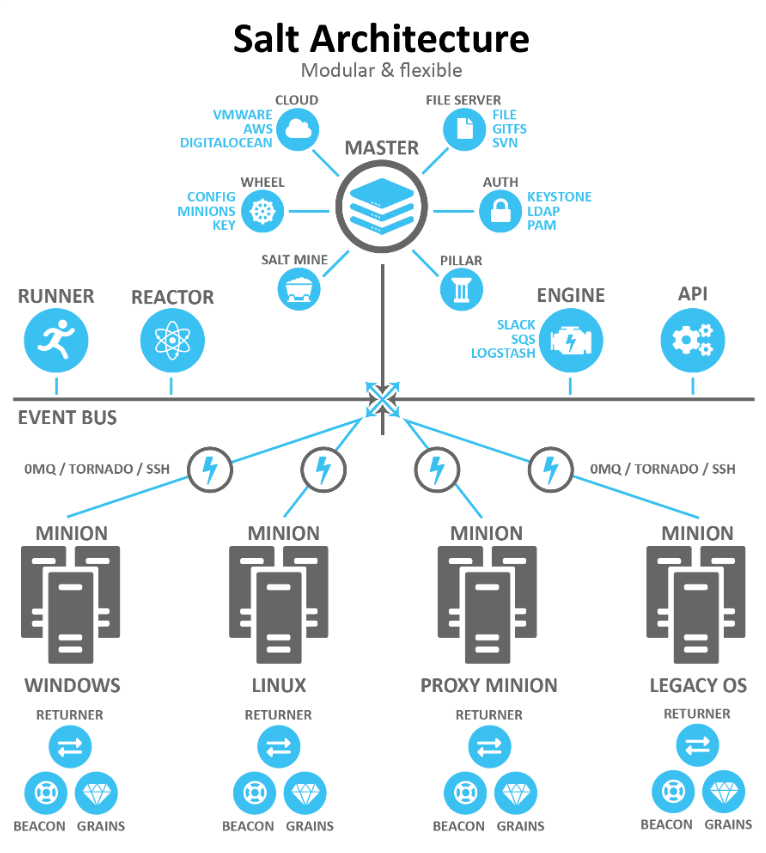 Salt Architecture
Modular & flexible
CLOUD
VMWARE
AWS
DIGITALOCEAN
FILE SERVER
FILE
GITFS
SVN
MASTER
WHEEL
CONFIG
MINIONS
KEY
AUTH
KEYSTONE
LDAP
PAM
SALT MINE
PILLAR
RUNNER
REACTOR
ENGINE
SLACK
SQS
LOGSTASH
API
EVENT BUS
0MQ / TORNADO / SSH
0MQ / TORNADO / SSH
MINION
MINION
MINION
MINION
WINDOWS
LINUX
PROXY MINION
LEGACY OS
RETURNER
RETURNER
RETURNER
RETURNER
BEACON
GRAINS
BEACON
GRAINS
BEACON
GRAINS
BEACON
GRAINS